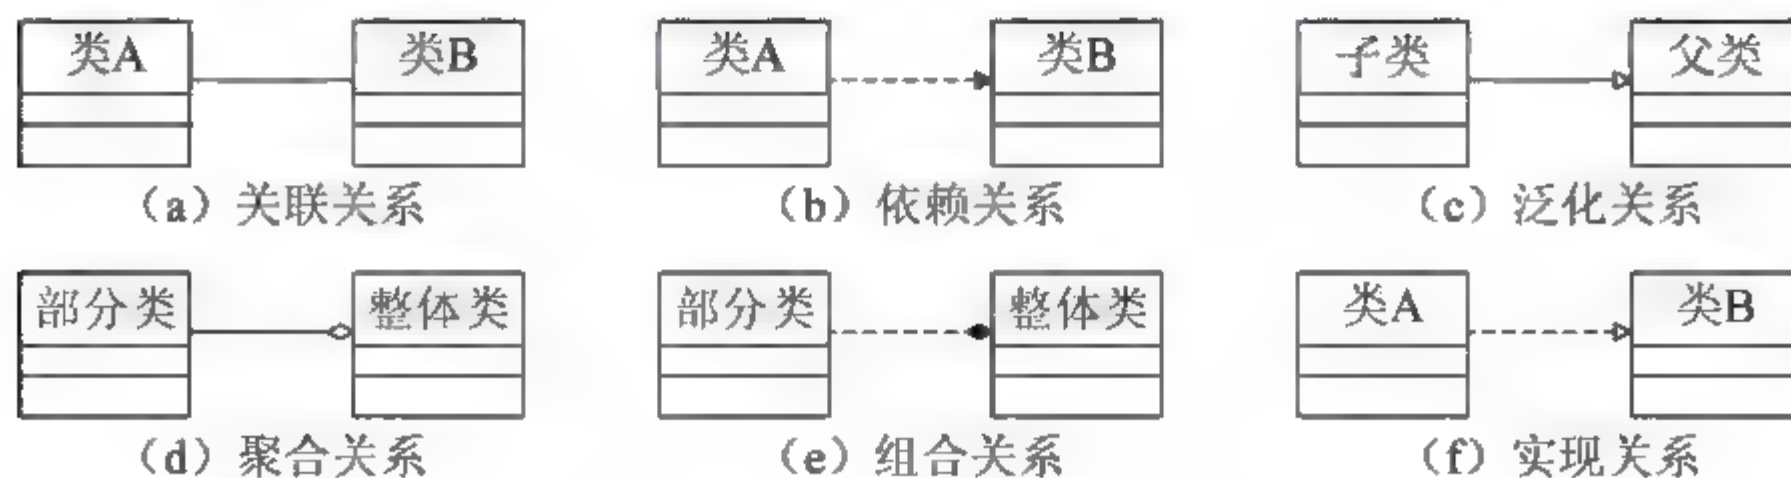 类A 类B 类A 类B 子类 父类
(a) 关联关系 (b) 依赖关系 (c) 泛化关系
部分类 整体类 部分类 整体类 类A 类B
(d) 聚合关系 (e) 组合关系 (f) 实现关系